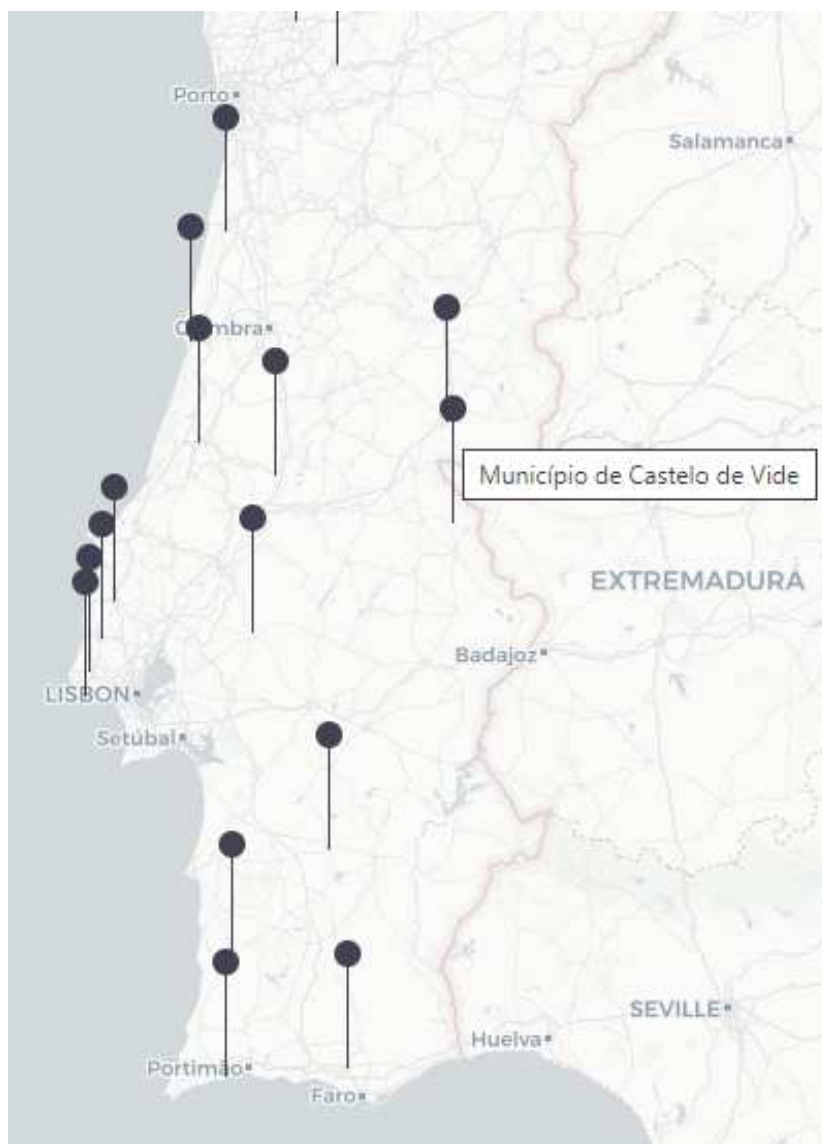 Porto
Salamanca
Coimbra
Município de Castelo de Vide
EXTREMADURA
Badajoz
LISBON
Setúbal
SEVILLE
Huelva
Portimão
Faro